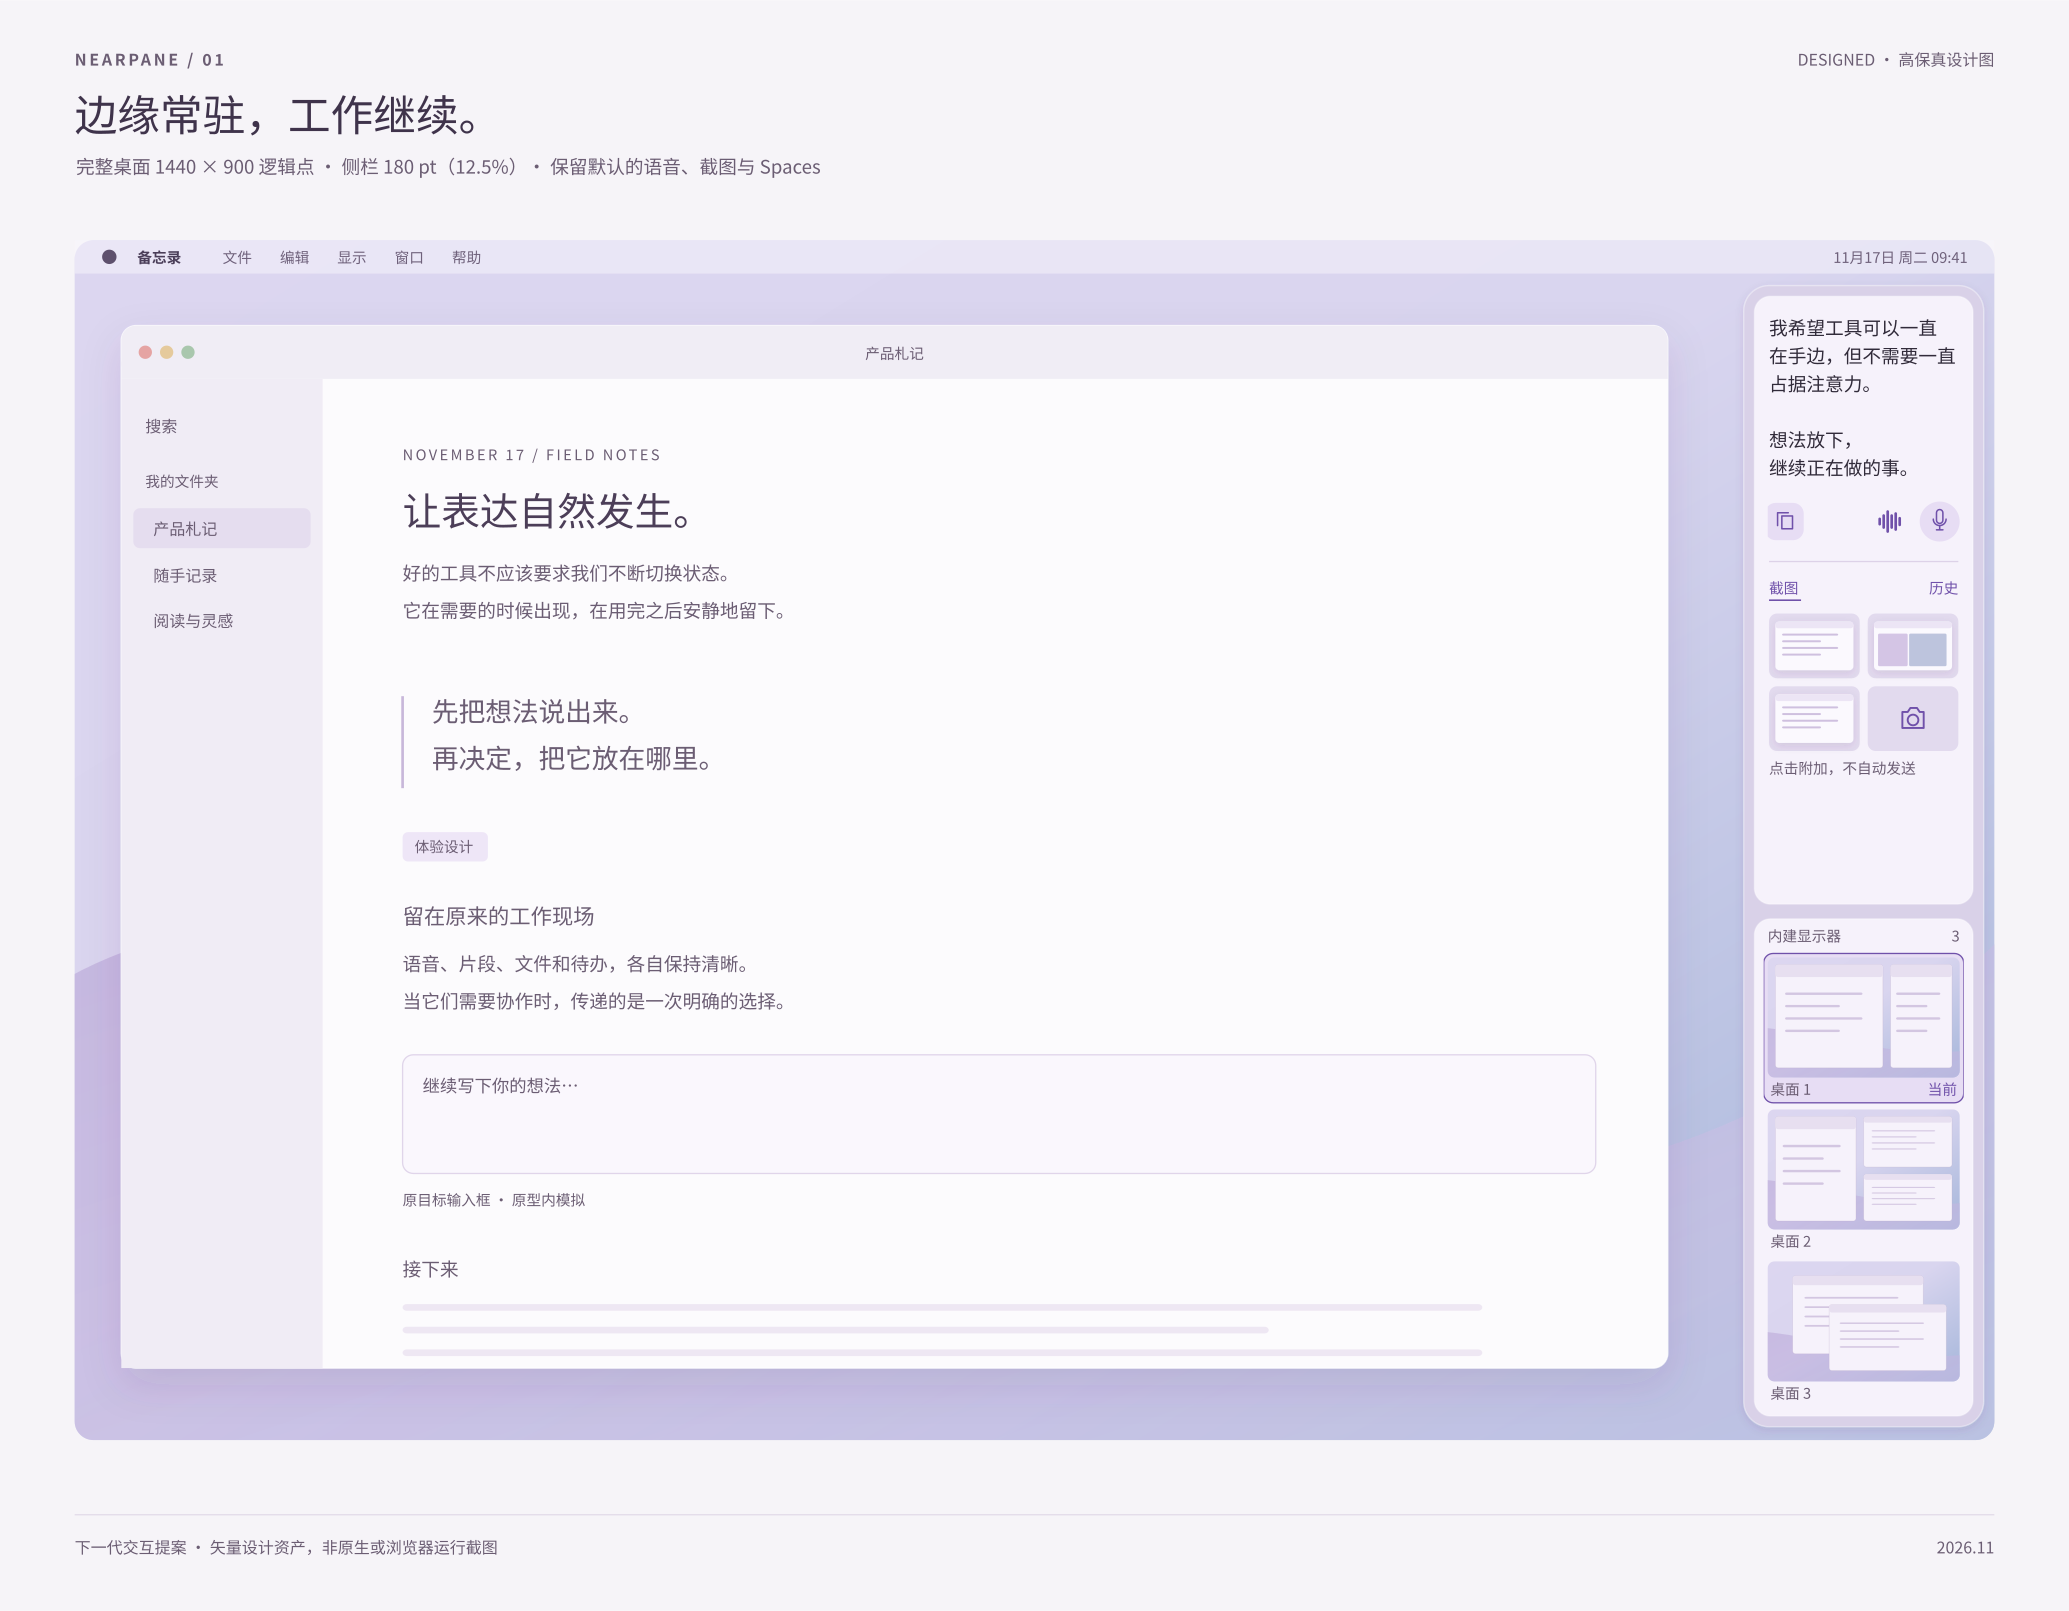 NEARPANE / 01
DESIGNED · 高保真设计图
边缘常驻，工作继续。
完整桌面 1440 × 900 逻辑点 · 侧栏 180 pt（12.5%） · 保留默认的语音、截图与 Spaces
备忘录 文件 编辑 显示 窗口 帮助
11月17日 周二 09:41
产品札记
搜索
我的文件夹
产品札记
随手记录
阅读与灵感
NOVEMBER 17 / FIELD NOTES
让表达自然发生。
好的工具不应该要求我们不断切换状态。
它在需要的时候出现，在用完之后安静地留下。
先把想法说出来。
再决定，把它放在哪里。
体验设计
留在原来的工作现场
语音、片段、文件和待办，各自保持清晰。
当它们需要协作时，传递的是一次明确的选择。
继续写下你的想法…
原目标输入框 · 原型内模拟
接下来
我希望工具可以一直
在手边，但不需要一直
占据注意力。
想法放下，
继续正在做的事。
截图 历史
点击附加，不自动发送
内建显示器 3
桌面 1 当前
桌面 2
桌面 3
下一代交互提案 · 矢量设计资产，非原生或浏览器运行截图
2026.11